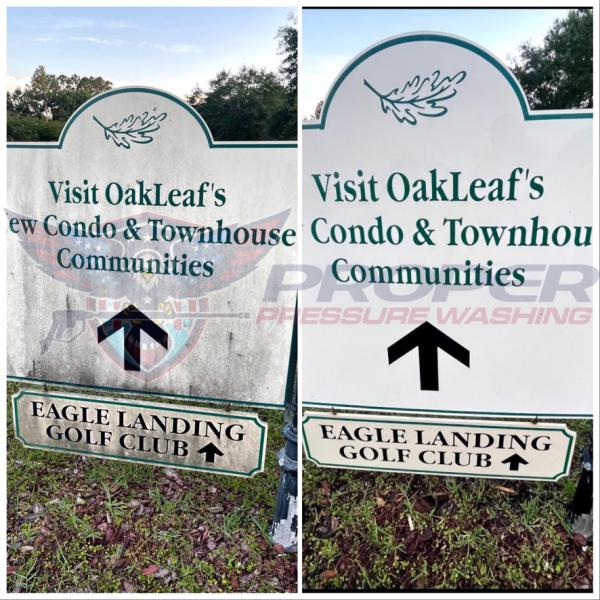 Visit OakLeaf's
ew Condo & Townhouse
Communities
EAGLE LANDING
GOLF CLUB
Visit OakLeaf's
Condo & Townhou
Communities
EAGLE LANDING
GOLF CLUB
PROPER
PRESSURE WASHING